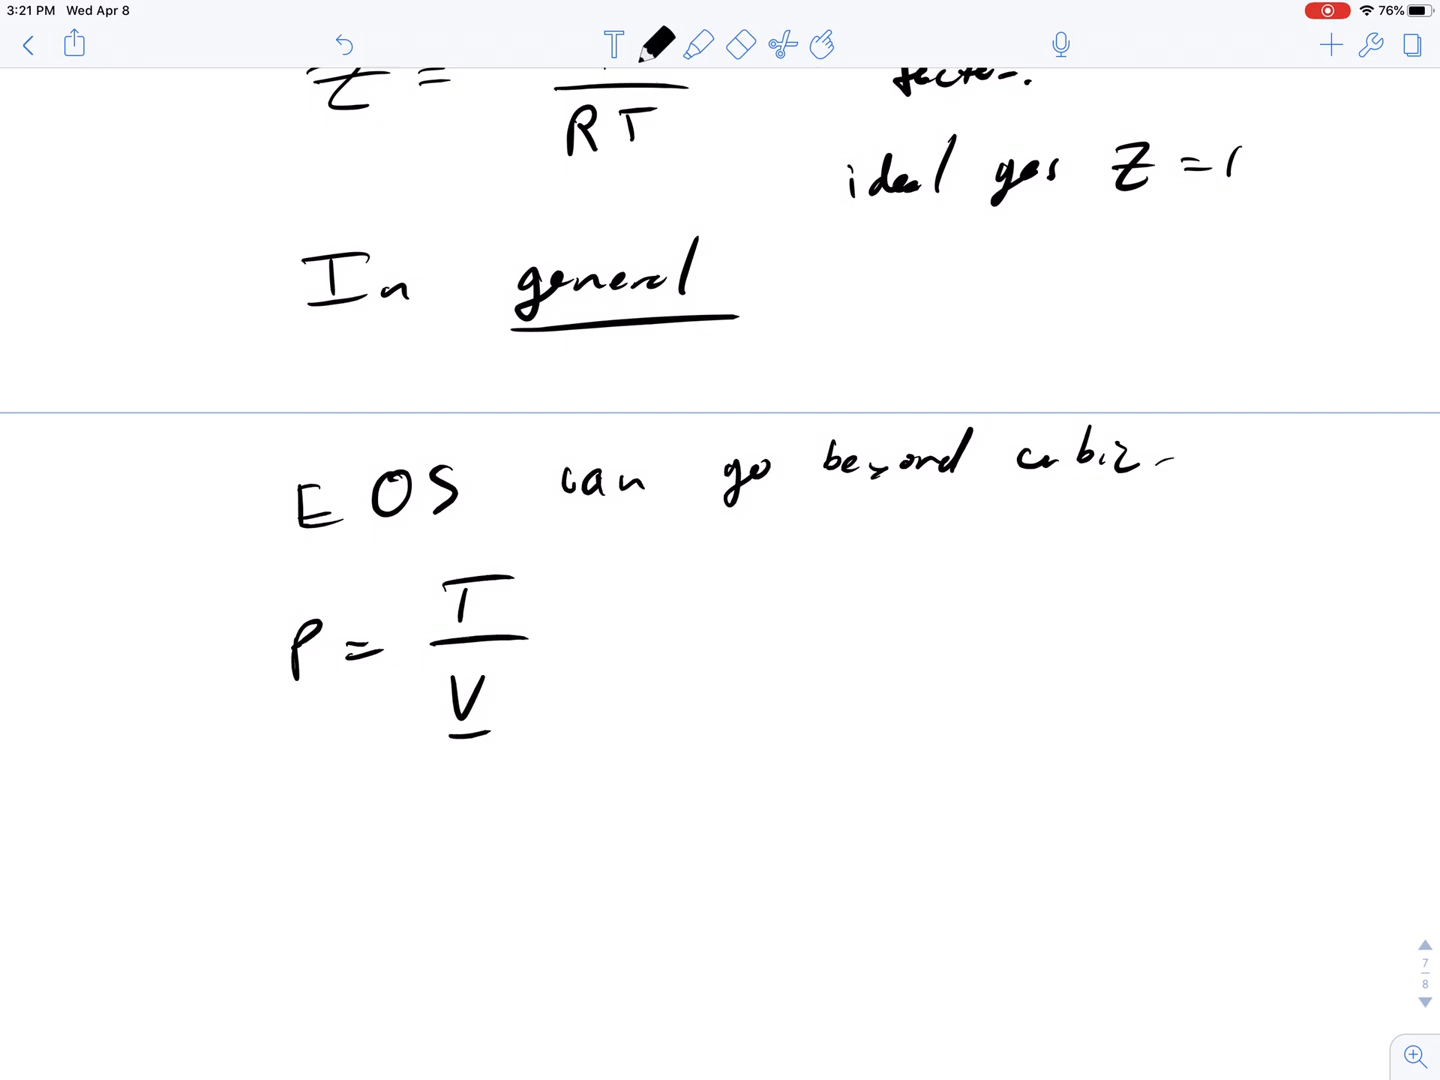 3:21 PM Wed Apr 8
76%
T
Z =
RT
factor.
ideal gas Z = 1
In general
EOS can go beyond cubic.
P = T
V
7
8